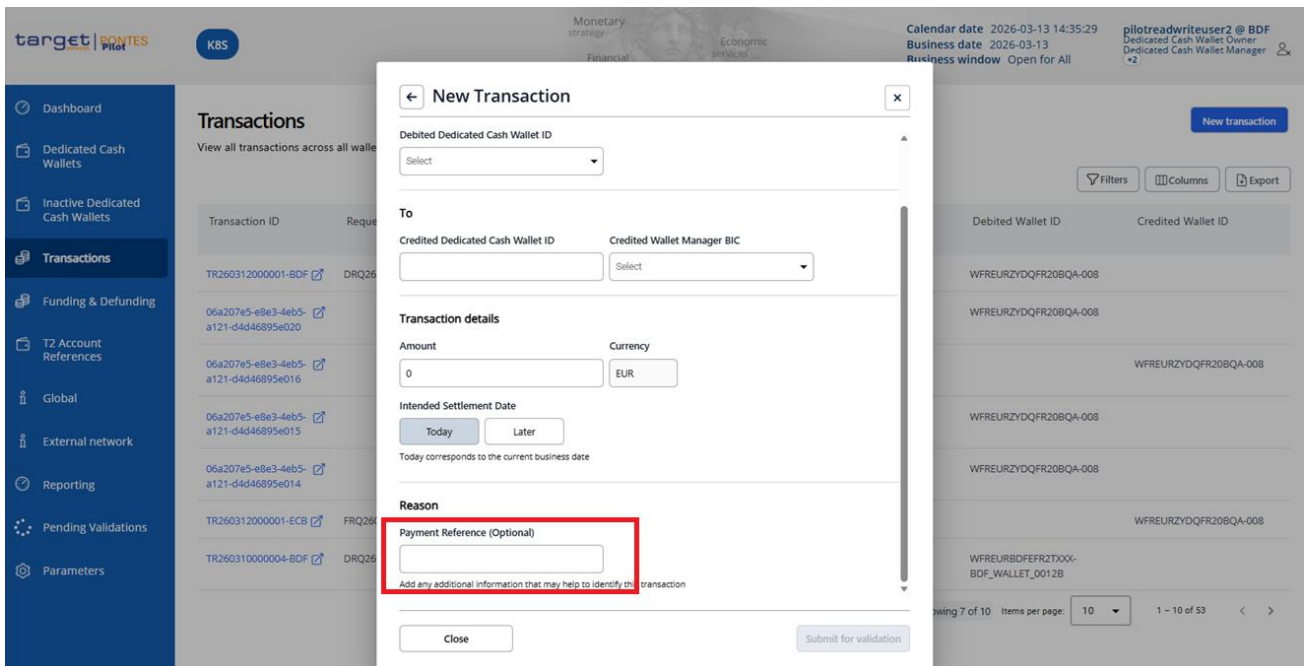 target | PONTES
services
Pilot
K8S
Monetary
strategy
Financial
Economic
services
Calendar date 2026-03-13 14:35:29
Business date 2026-03-13
Business window Open for All
pilotreadwriteuser2 @ BDF
Dedicated Cash Wallet Owner
Dedicated Cash Wallet Manager
+2
Dashboard
Dedicated Cash
Wallets
Inactive Dedicated
Cash Wallets
Transactions
Funding & Defunding
T2 Account
References
Global
External network
Reporting
Pending Validations
Parameters
Transactions
View all transactions across all walle
New transaction
Filters
Columns
Export
Transaction ID
Reque
Debited Wallet ID
Credited Wallet ID
TR260312000001-BDF
DRQ26
WFREURZYDQFR20BQA-008
06a207e5-e8e3-4eb5-
a121-d4d46895e020
WFREURZYDQFR20BQA-008
06a207e5-e8e3-4eb5-
a121-d4d46895e016
WFREURZYDQFR20BQA-008
06a207e5-e8e3-4eb5-
a121-d4d46895e015
WFREURZYDQFR20BQA-008
06a207e5-e8e3-4eb5-
a121-d4d46895e014
WFREURZYDQFR20BQA-008
TR260312000001-ECB
FRQ260
WFREURZYDQFR20BQA-008
TR260310000004-BDF
DRQ26
WFREURBDFEFR2TXXX-
BDF_WALLET_0012B
owing 7 of 10
Items per page:
10
1 – 10 of 53
New Transaction
Debited Dedicated Cash Wallet ID
Select
To
Credited Dedicated Cash Wallet ID
Credited Wallet Manager BIC
Select
Transaction details
Amount
Currency
0
EUR
Intended Settlement Date
Today
Later
Today corresponds to the current business date
Reason
Payment Reference (Optional)
Add any additional information that may help to identify this transaction
Close
Submit for validation